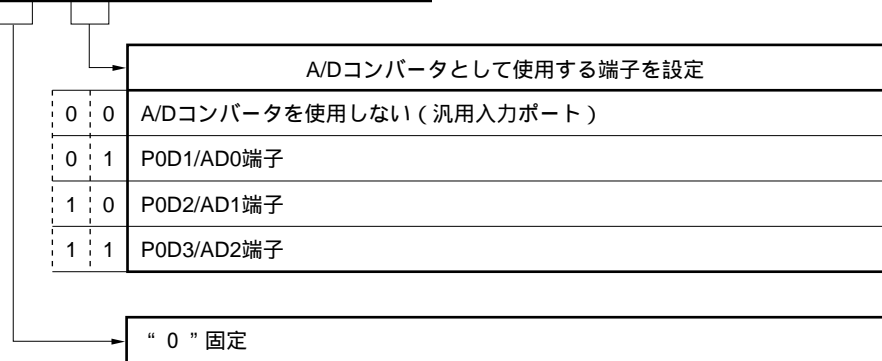 A/Dコンバータとして使用する端子を設定
0 0 A/Dコンバータを使用しない（汎用入力ポート）
0 1 P0D1/AD0端子
1 0 P0D2/AD1端子
1 1 P0D3/AD2端子
“ 0 ”固定